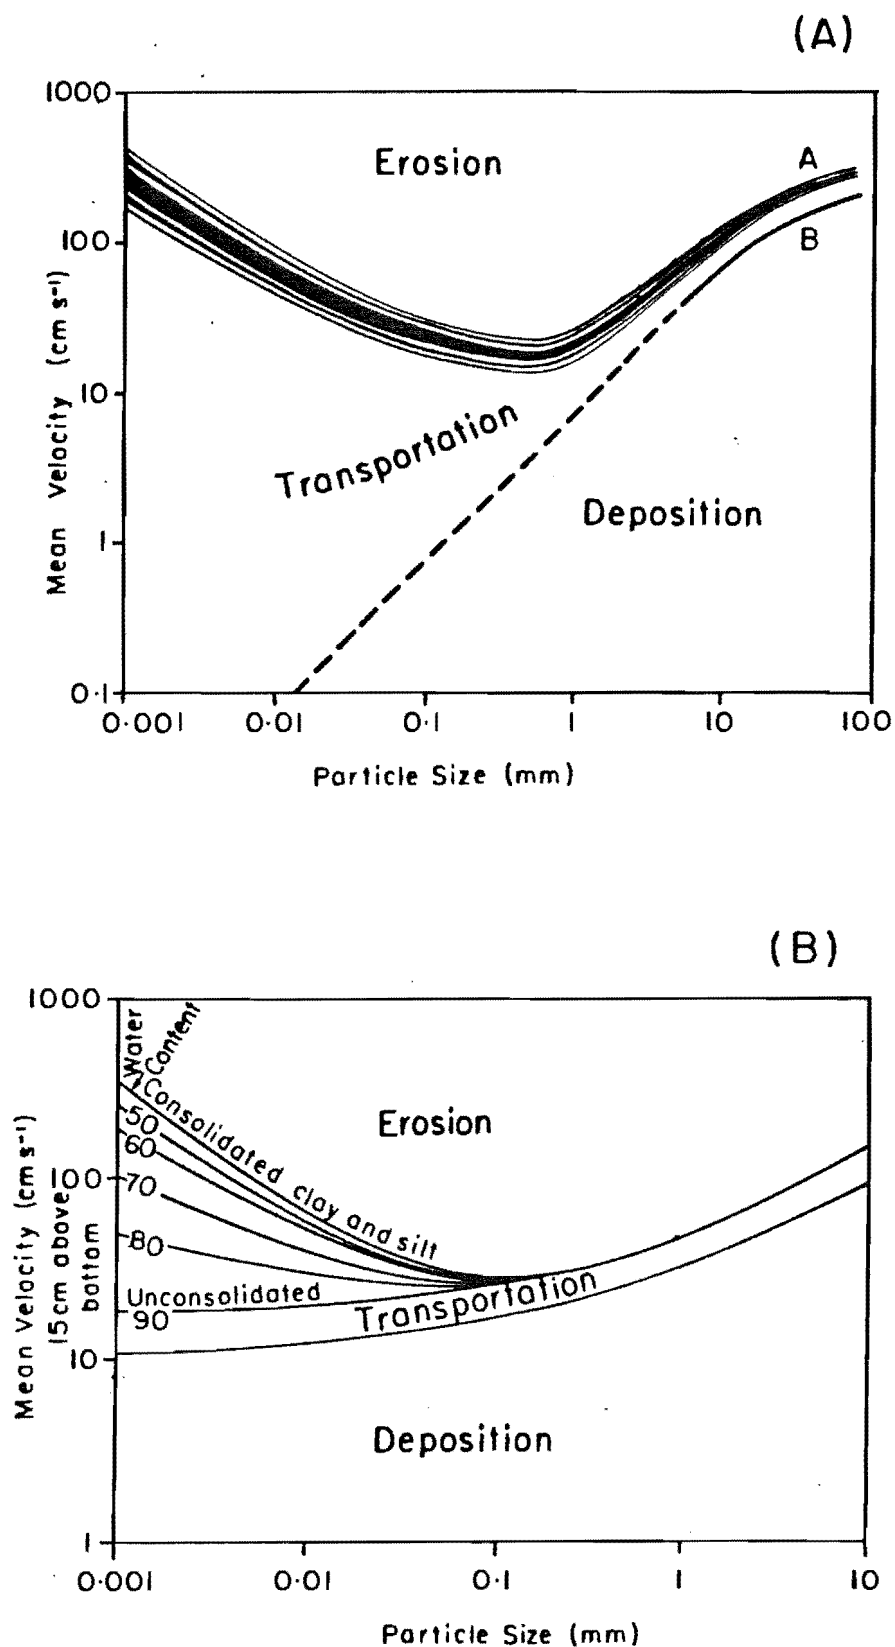 (A)
1000
100
10
1
0·1
Mean Velocity (cm s⁻¹)
Erosion
A
B
Transportation
Deposition
0·001 0·01 0·1 1 10 100
Particle Size (mm)
(B)
1000
100
10
1
Mean Velocity (cm s⁻¹)
15cm above
bottom
Water
Content
Consolidated clay and silt
50
60
70
80
Unconsolidated
90
Erosion
Transportation
Deposition
0·001 0·01 0·1 1 10
Particle Size (mm)